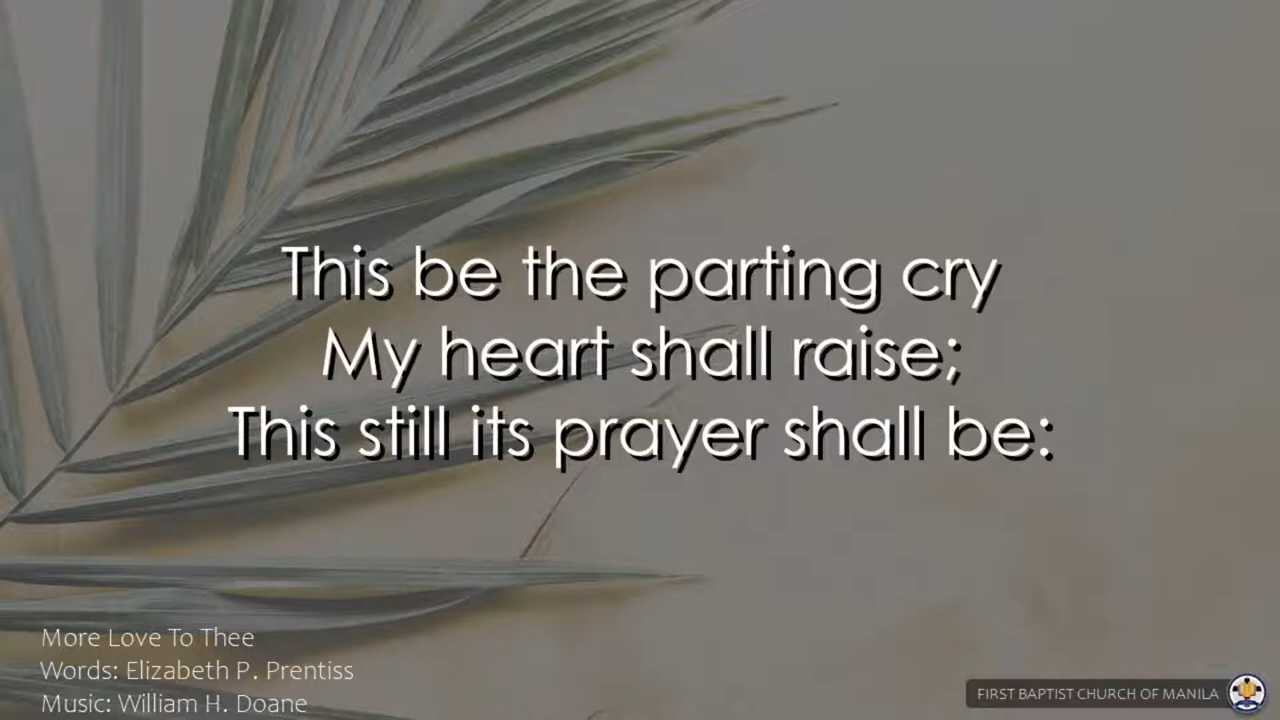 This be the parting cry
My heart shall raise;
This still its prayer shall be:
More Love To Thee
Words: Elizabeth P. Prentiss
Music: William H. Doane
FIRST BAPTIST CHURCH OF MANILA